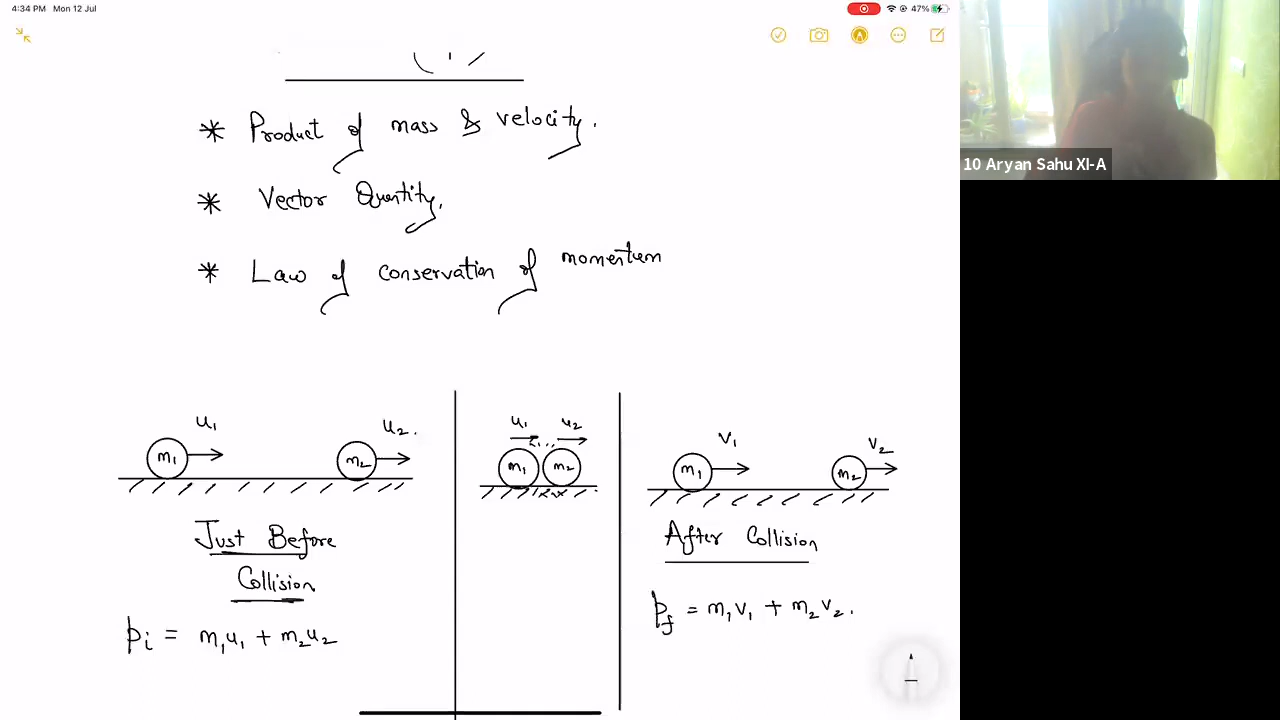 4:34 PM Mon 12 Jul
47%
10 Aryan Sahu XI-A
* Product of mass & velocity.
* Vector Quantity.
* Law of conservation of momentum
u₁ u₂.
m₁ m₂
u₁ u₂
m₁ m₂
v₁ v₂
m₁ m₂
Just Before
Collision
pᵢ = m₁u₁ + m₂u₂
After Collision
p_f = m₁v₁ + m₂v₂.